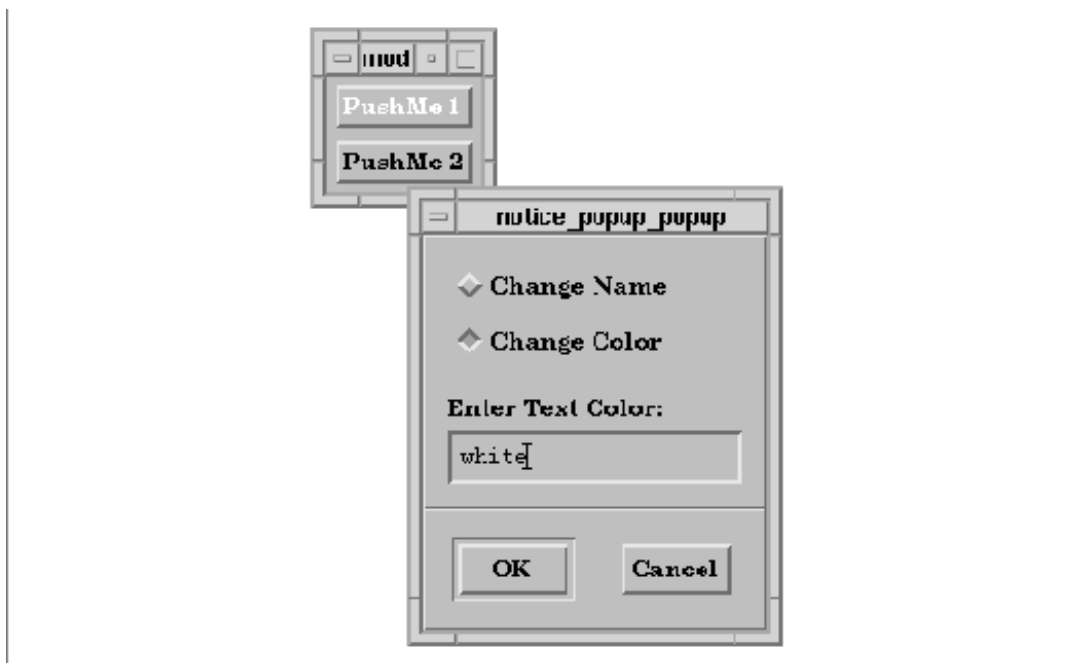 mod
PushMe 1
PushMe 2
notice_popup_popup
Change Name
Change Color
Enter Text Color:
white
OK
Cancel